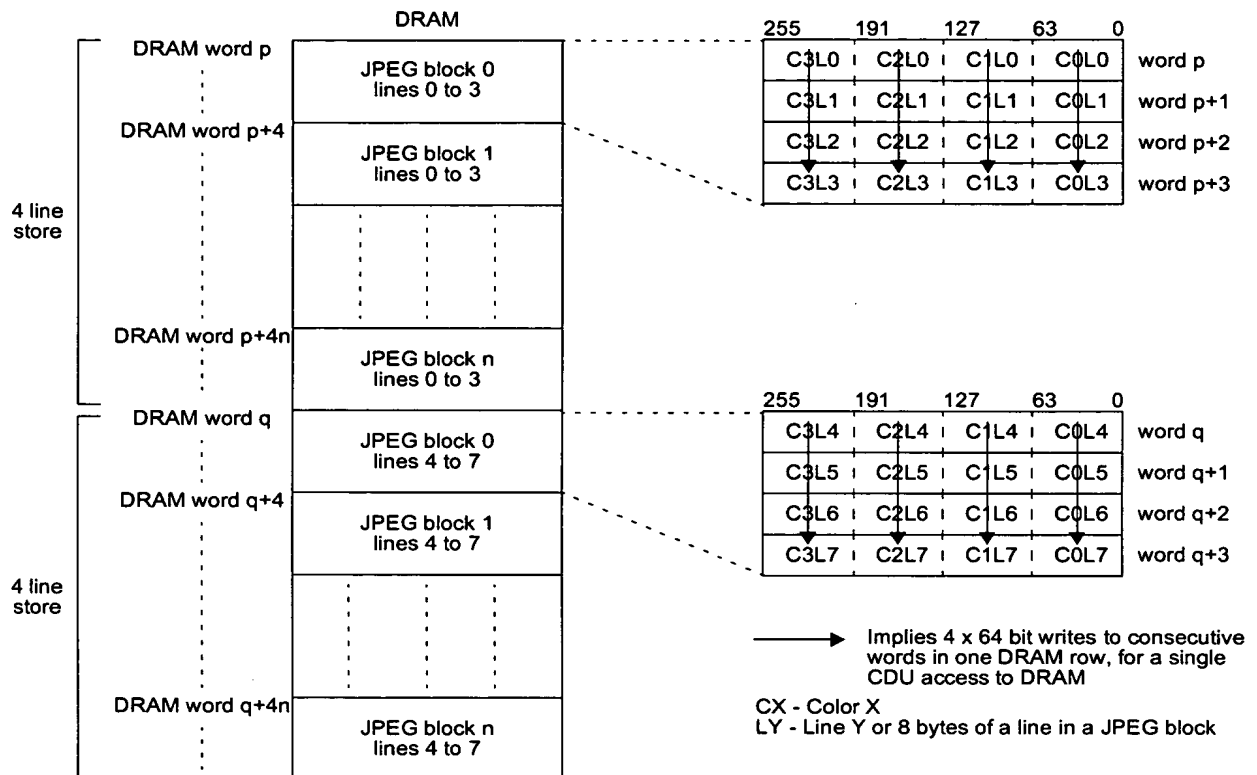 DRAM
DRAM word p
JPEG block 0
lines 0 to 3
DRAM word p+4
JPEG block 1
lines 0 to 3
4 line
store
DRAM word p+4n
JPEG block n
lines 0 to 3
DRAM word q
JPEG block 0
lines 4 to 7
DRAM word q+4
JPEG block 1
lines 4 to 7
4 line
store
DRAM word q+4n
JPEG block n
lines 4 to 7
255 191 127 63 0
C3L0 C2L0 C1L0 C0L0 word p
C3L1 C2L1 C1L1 C0L1 word p+1
C3L2 C2L2 C1L2 C0L2 word p+2
C3L3 C2L3 C1L3 C0L3 word p+3
255 191 127 63 0
C3L4 C2L4 C1L4 C0L4 word q
C3L5 C2L5 C1L5 C0L5 word q+1
C3L6 C2L6 C1L6 C0L6 word q+2
C3L7 C2L7 C1L7 C0L7 word q+3
Implies 4 x 64 bit writes to consecutive
words in one DRAM row, for a single
CDU access to DRAM
CX - Color X
LY - Line Y or 8 bytes of a line in a JPEG block